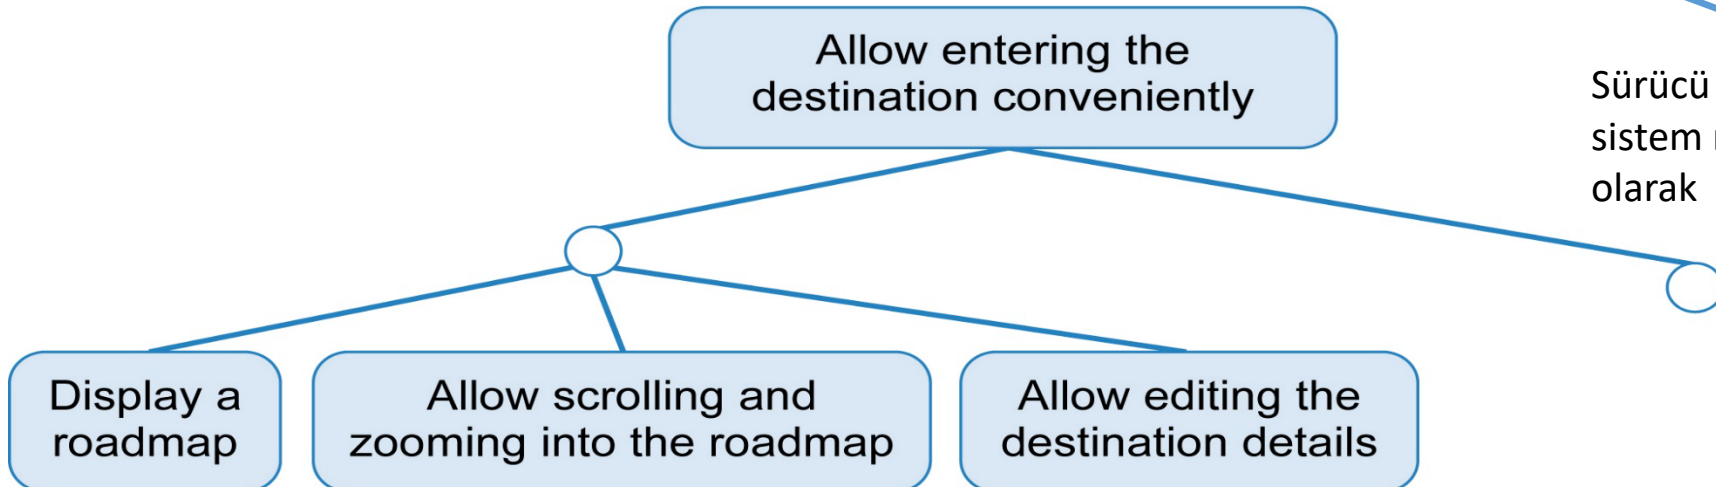 Allow entering the
destination conveniently
Sürücü
sistem
olarak
Display a
roadmap
Allow scrolling and
zooming into the roadmap
Allow editing the
destination details